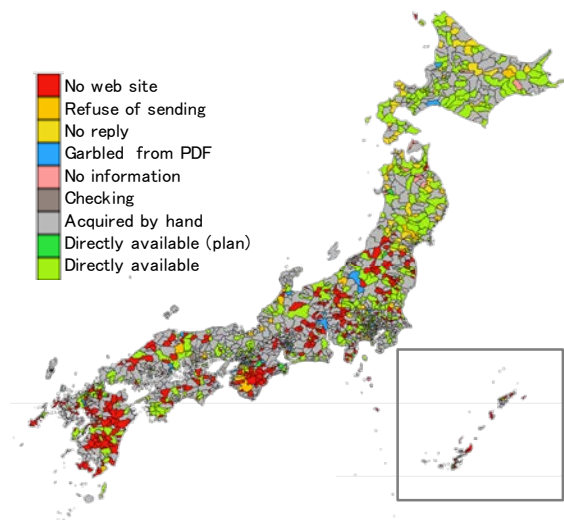 No web site
Refuse of sending
No reply
Garbled from PDF
No information
Checking
Acquired by hand
Directly available (plan)
Directly available